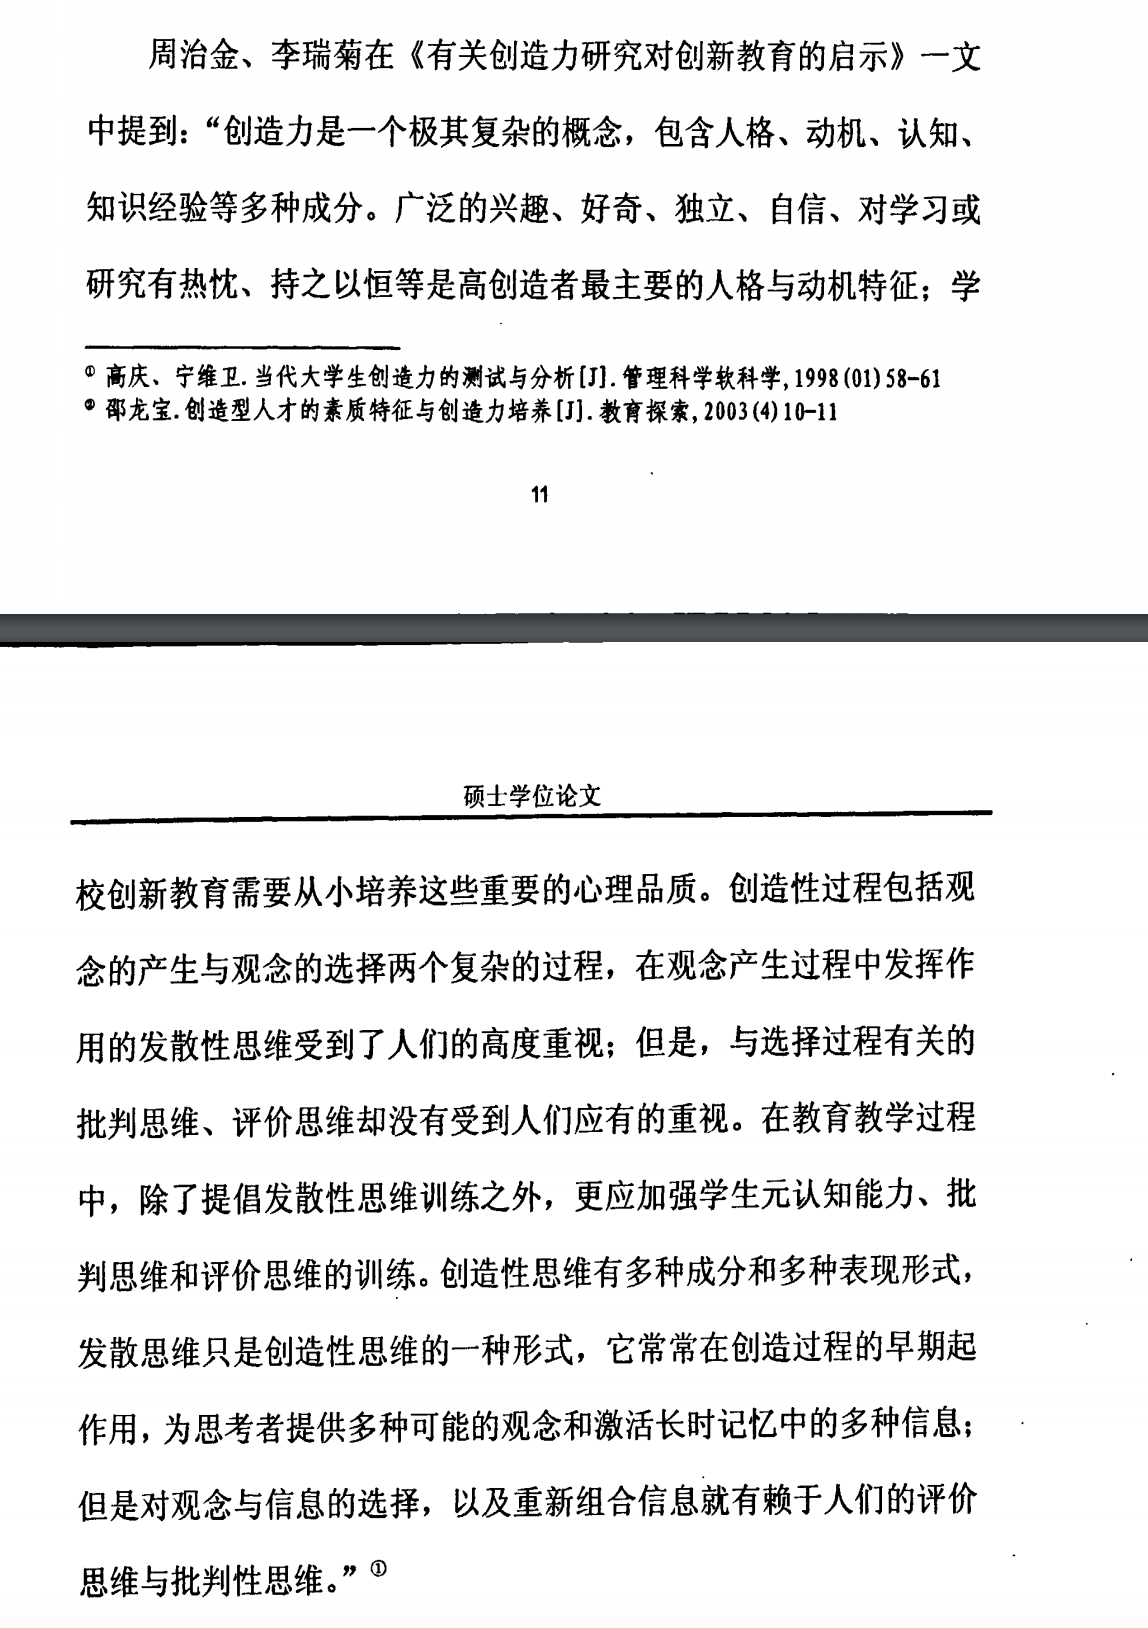 周治金、李瑞菊在《有关创造力研究对创新教育的启示》一文
中提到：“创造力是一个极其复杂的概念，包含人格、动机、认知、
知识经验等多种成分。广泛的兴趣、好奇、独立、自信、对学习或
研究有热忱、持之以恒等是高创造者最主要的人格与动机特征；学
① 高庆、宁维卫.当代大学生创造力的测试与分析[J].管理科学软科学,1998(01)58-61
② 邵龙宝.创造型人才的素质特征与创造力培养[J].教育探索,2003(4)10-11
11
硕士学位论文
校创新教育需要从小培养这些重要的心理品质。创造性过程包括观
念的产生与观念的选择两个复杂的过程，在观念产生过程中发挥作
用的发散性思维受到了人们的高度重视；但是，与选择过程有关的
批判思维、评价思维却没有受到人们应有的重视。在教育教学过程
中，除了提倡发散性思维训练之外，更应加强学生元认知能力、批
判思维和评价思维的训练。创造性思维有多种成分和多种表现形式，
发散思维只是创造性思维的一种形式，它常常在创造过程的早期起
作用，为思考者提供多种可能的观念和激活长时记忆中的多种信息；
但是对观念与信息的选择，以及重新组合信息就有赖于人们的评价
思维与批判性思维。”①